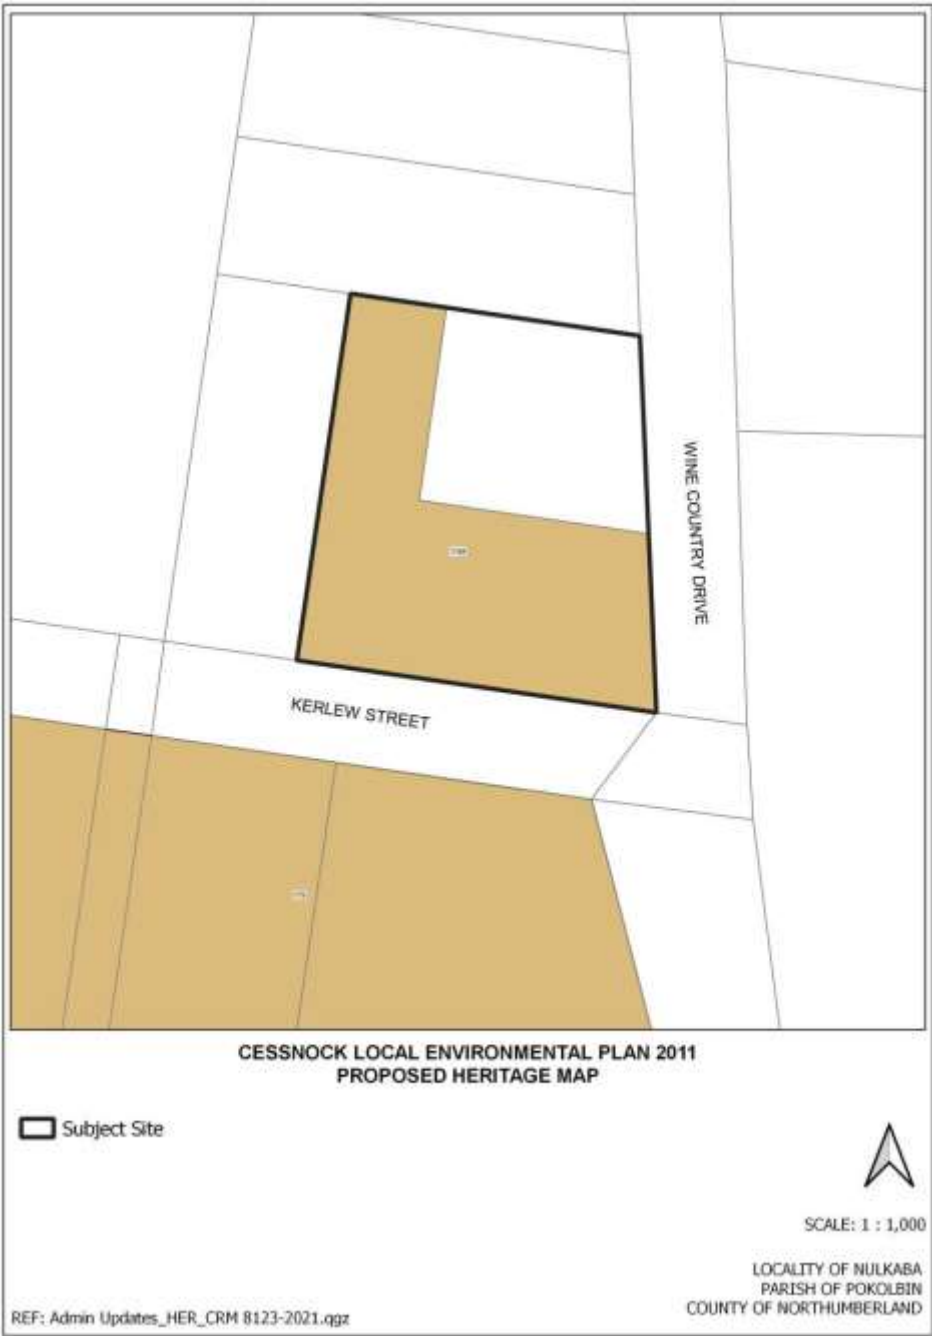 WINE COUNTRY DRIVE
KERLEW STREET
CESSNOCK LOCAL ENVIRONMENTAL PLAN 2011
PROPOSED HERITAGE MAP
Subject Site
SCALE: 1 : 1,000
LOCALITY OF NULKABA
PARISH OF POKOLBIN
COUNTY OF NORTHUMBERLAND
REF: Admin Updates_HER_CRM 8123-2021.qgz